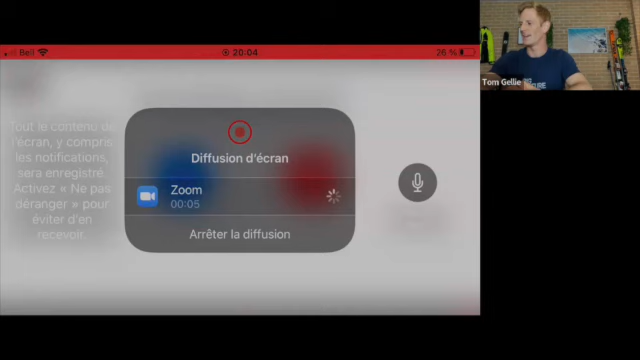 Bell
20:04
26 %
Tom Gellie
Tout le contenu de
l'écran, y compris
les notifications,
sera enregistré.
Activez « Ne pas
déranger » pour
éviter d'en
recevoir.
Diffusion d'écran
Zoom
00:05
Arrêter la diffusion